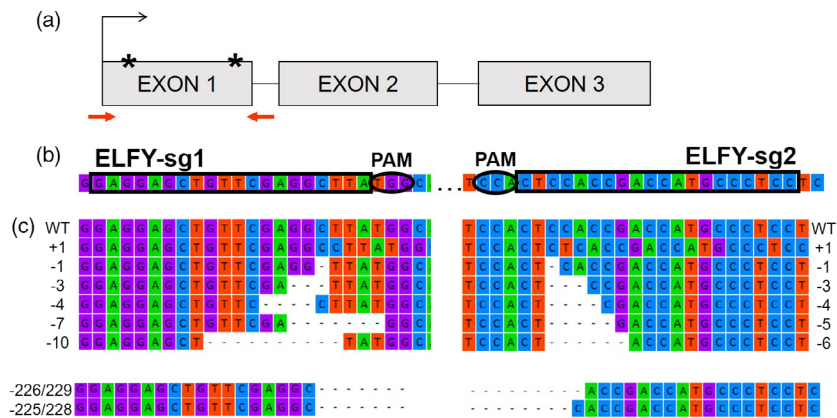 (a)
EXON 1 EXON 2 EXON 3
* *
(b) ELFY-sg1 PAM PAM ELFY-sg2
GGAGGAGCTGTTCGAGGCTTATGGC ... TCCACTCCACCGACCATGCCCTCCTC
(c)
WT GGAGGAGCTGTTCGAGGCTTATGGC TCCACTCCACCGACCATGCCCTCCT WT
+1 GGAGGAGCTGTTCGAGGCCTTATGG TCCACTCTCACCGACCATGCCCTCC +1
-1 GGAGGAGCTGTTCGAGG-TTATGGC TCCACT-CACCGACCATGCCCTCCT -1
-3 GGAGGAGCTGTTCGA---TTATGGC TCCACT---CCGACCATGCCCTCCT -3
-4 GGAGGAGCTGTTC----CTTATGGC TCCACT----CGACCATGCCCTCCT -4
-7 GGAGGAGCTGTTCGA-------GGC TCCACT-----GACCATGCCCTCCT -5
-10 GGAGGAGCT----------TATGGC TCCACT------ACCATGCCCTCCT -6
-226/229 GGAGGAGCTGTTCGAGGC------- ---------ACCGACCATGCCCTCCTC
-225/228 GGAGGAGCTGTTCGAGGC------- --------CACCGACCATGCCCTCCTC